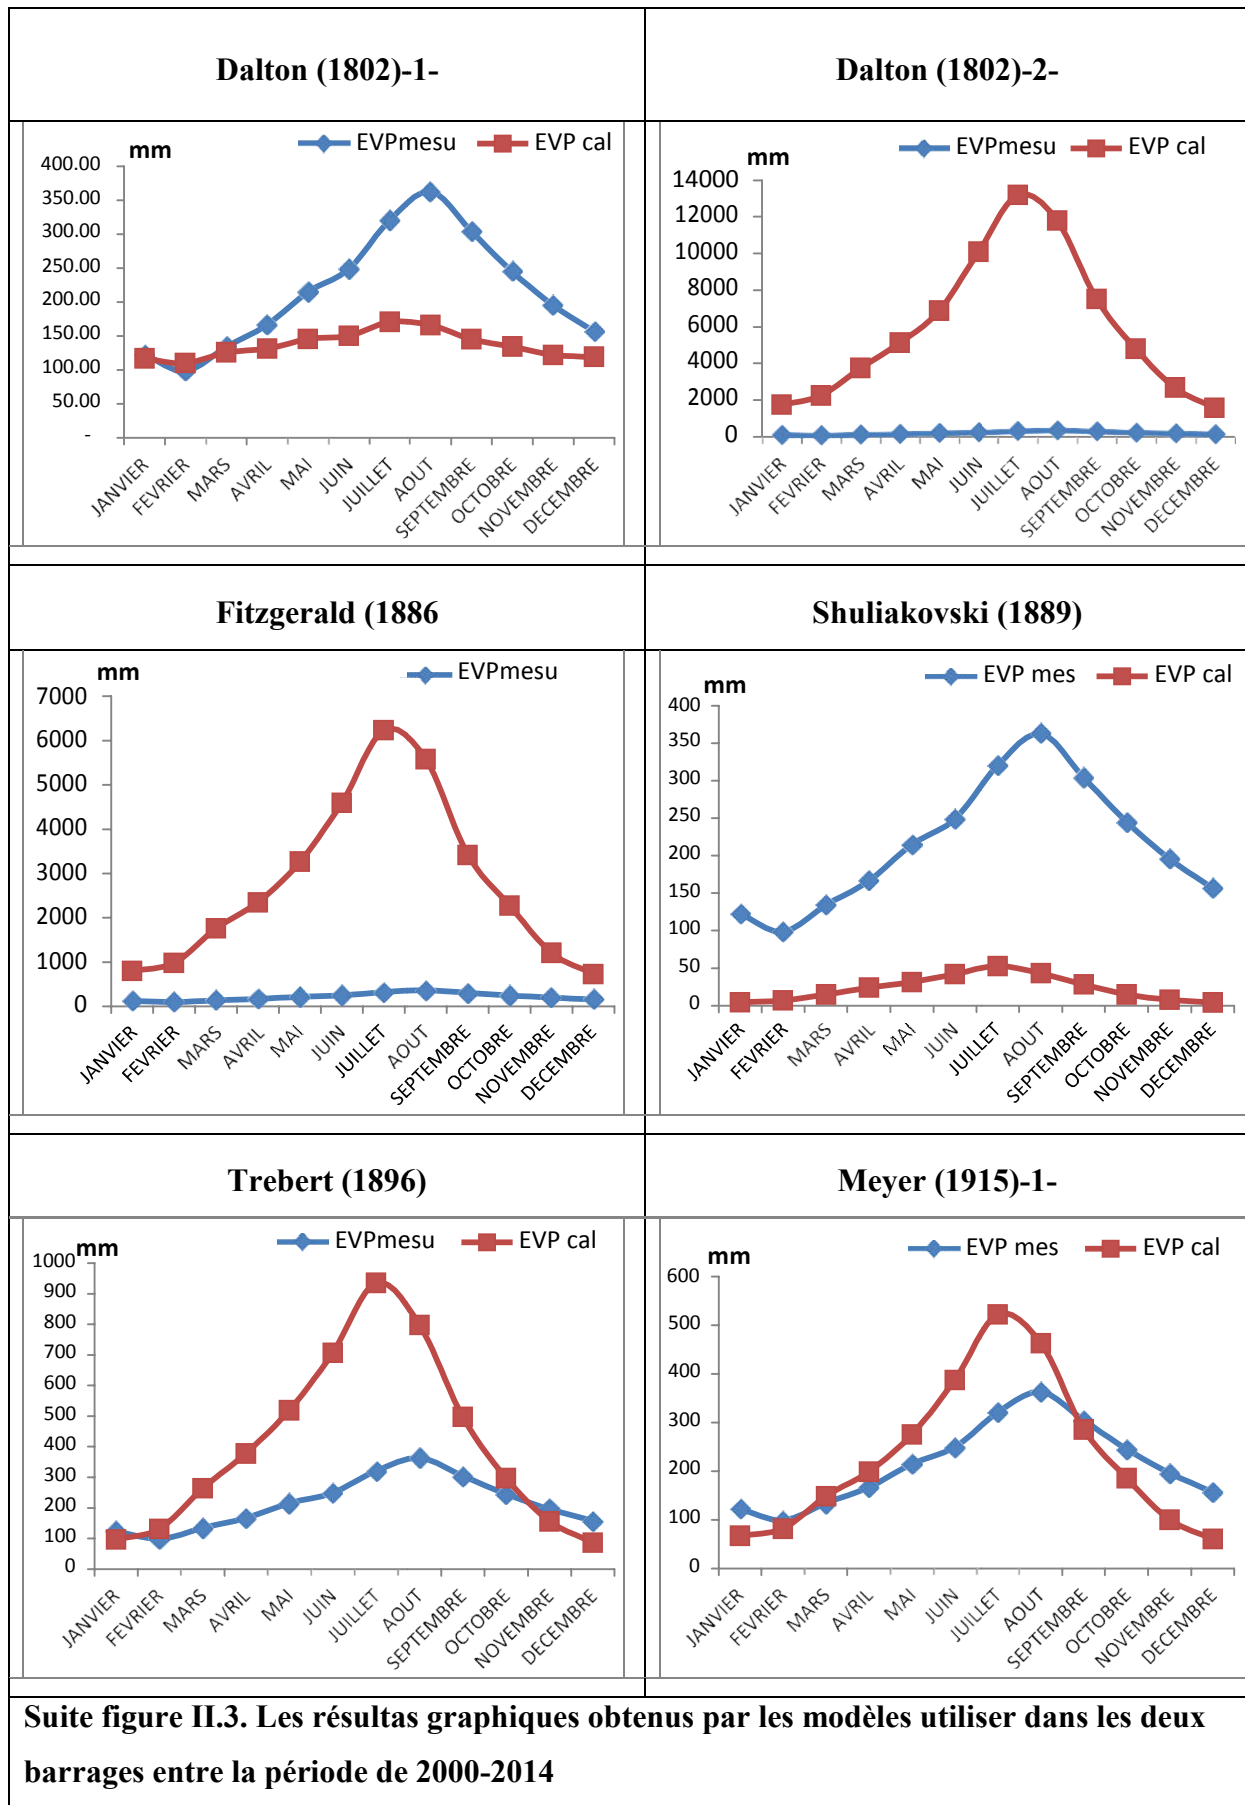 Dalton (1802)-1-
Dalton (1802)-2-
mm
EVPmesu
EVP cal
400.00
350.00
300.00
250.00
200.00
150.00
100.00
50.00
-
JANVIER
FEVRIER
MARS
AVRIL
MAI
JUIN
JUILLET
AOUT
SEPTEMBRE
OCTOBRE
NOVEMBRE
DECEMBRE
mm
EVPmesu
EVP cal
14000
12000
10000
8000
6000
4000
2000
0
JANVIER
FEVRIER
MARS
AVRIL
MAI
JUIN
JUILLET
AOUT
SEPTEMBRE
OCTOBRE
NOVEMBRE
DECEMBRE
Fitzgerald (1886
Shuliakovski (1889)
mm
EVPmesu
7000
6000
5000
4000
3000
2000
1000
0
JANVIER
FEVRIER
MARS
AVRIL
MAI
JUIN
JUILLET
AOUT
SEPTEMBRE
OCTOBRE
NOVEMBRE
DECEMBRE
mm
EVP mes
EVP cal
400
350
300
250
200
150
100
50
0
JANVIER
FEVRIER
MARS
AVRIL
MAI
JUIN
JUILLET
AOUT
SEPTEMBRE
OCTOBRE
NOVEMBRE
DECEMBRE
Trebert (1896)
Meyer (1915)-1-
mm
EVPmesu
EVP cal
1000
900
800
700
600
500
400
300
200
100
0
JANVIER
FEVRIER
MARS
AVRIL
MAI
JUIN
JUILLET
AOUT
SEPTEMBRE
OCTOBRE
NOVEMBRE
DECEMBRE
mm
EVP mes
EVP cal
600
500
400
300
200
100
0
JANVIER
FEVRIER
MARS
AVRIL
MAI
JUIN
JUILLET
AOUT
SEPTEMBRE
OCTOBRE
NOVEMBRE
DECEMBRE
Suite figure II.3. Les résultas graphiques obtenus par les modèles utiliser dans les deux
barrages entre la période de 2000-2014